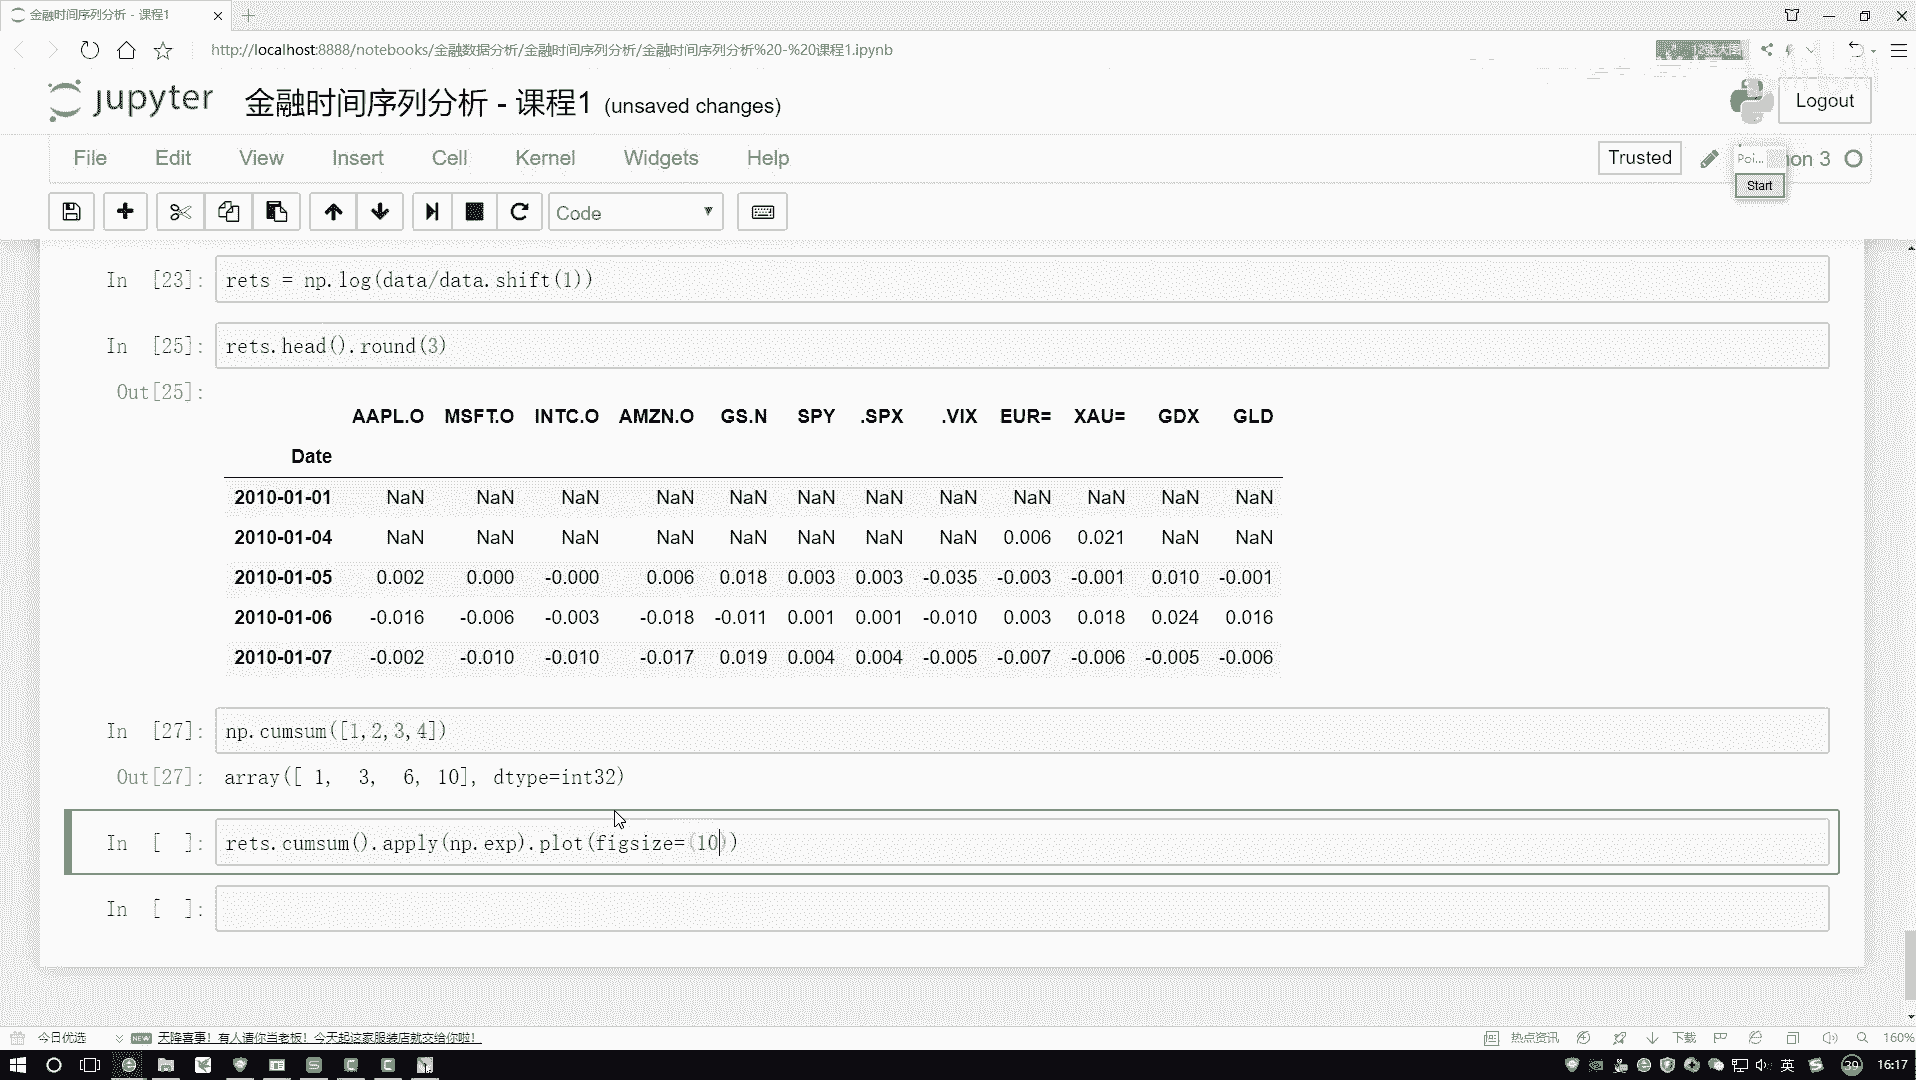 金融时间序列分析 - 课程1
http://localhost:8888/notebooks/金融数据分析/金融时间序列分析/金融时间序列分析%20-%20课程1.ipynb
12张大图
jupyter 金融时间序列分析 - 课程1 (unsaved changes)
Logout
File Edit View Insert Cell Kernel Widgets Help
Trusted
Poi... hon 3
Start
Code
In [23]: rets = np.log(data/data.shift(1))
In [25]: rets.head().round(3)
Out[25]:
AAPL.O MSFT.O INTC.O AMZN.O GS.N SPY .SPX .VIX EUR= XAU= GDX GLD
Date
2010-01-01 NaN NaN NaN NaN NaN NaN NaN NaN NaN NaN NaN NaN
2010-01-04 NaN NaN NaN NaN NaN NaN NaN NaN 0.006 0.021 NaN NaN
2010-01-05 0.002 0.000 -0.000 0.006 0.018 0.003 0.003 -0.035 -0.003 -0.001 0.010 -0.001
2010-01-06 -0.016 -0.006 -0.003 -0.018 -0.011 0.001 0.001 -0.010 0.003 0.018 0.024 0.016
2010-01-07 -0.002 -0.010 -0.010 -0.017 0.019 0.004 0.004 -0.005 -0.007 -0.006 -0.005 -0.006
In [27]: np.cumsum([1,2,3,4])
Out[27]: array([ 1, 3, 6, 10], dtype=int32)
In [ ]: rets.cumsum().apply(np.exp).plot(figsize=(10))
In [ ]:
今日优选 NEW 天降喜事！有人请你当老板！今天起这家服装店就交给你啦！
热点资讯 下载 160%
英 39 16:17